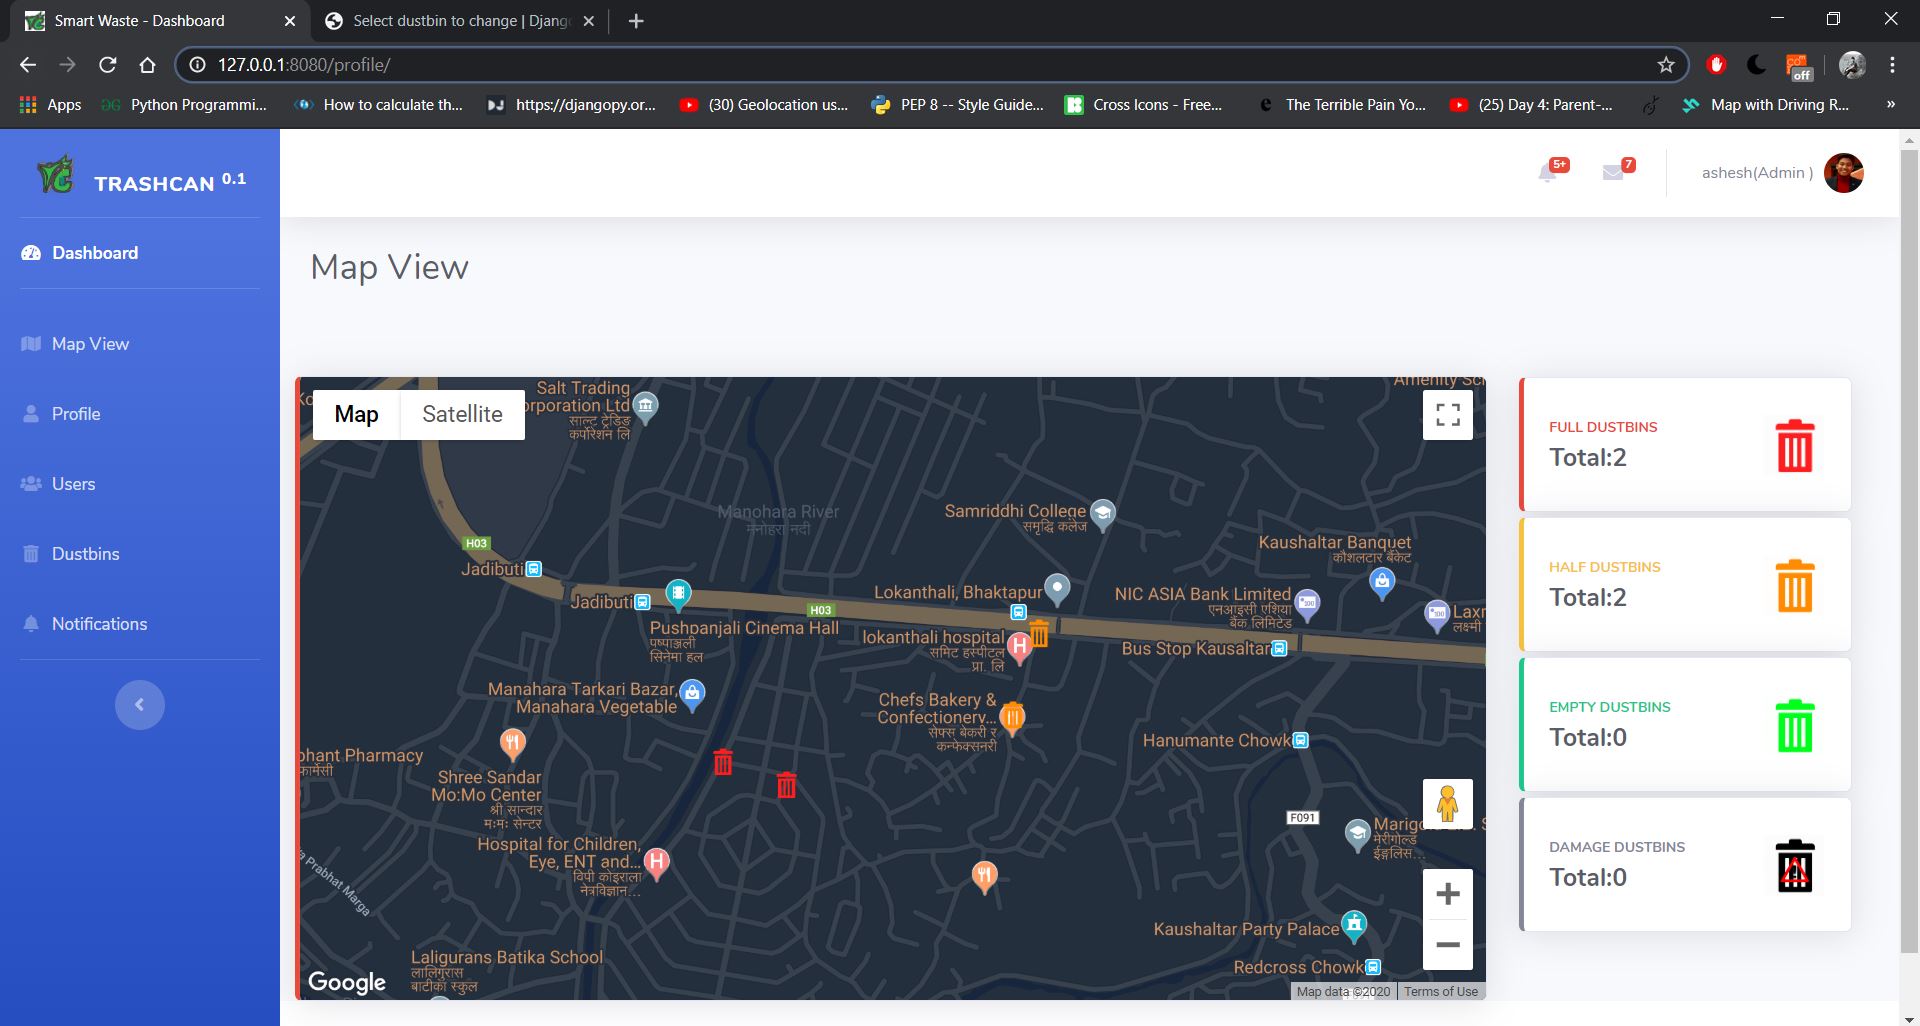 Smart Waste - Dashboard
Select dustbin to change | Djang
127.0.0.1:8080/profile/
off
Apps
Python Programmi...
How to calculate th...
https://djangopy.or...
(30) Geolocation us...
PEP 8 -- Style Guide...
Cross Icons - Free...
The Terrible Pain Yo...
(25) Day 4: Parent-...
Map with Driving R...
»
TRASHCAN 0.1
5+
7
ashesh(Admin )
Dashboard
Map View
Profile
Users
Dustbins
Notifications
Map View
Map
Satellite
Salt Trading
orporation Ltd
साल्ट ट्रेडिङ
कर्पोरेशन लि
Manohara River
मनोहरा नदी
Samriddhi College
समृद्धि कलेज
Kaushaltar Banquet
कौशलटार बैंकेट
H03
Jadibuti
Jadibuti
H03
Lokanthali, Bhaktapur
NIC ASIA Bank Limited
एनआइसी एशिया
बैंक लिमिटेड
Laxr
लक्ष्मी
Pushpanjali Cinema Hall
पुष्पाञ्जली
सिनेमा हल
lokanthali hospital
समिट हस्पीटल
प्रा. लि
Bus Stop Kausaltar
Manahara Tarkari Bazar,
Manahara Vegetable
Chefs Bakery &
Confectionery...
सेफ्स बेकरी र
कन्फेक्सनरी
Hanumante Chowk
phant Pharmacy
फार्मेसी
Shree Sandar
Mo:Mo Center
श्री सान्दार
मःमः सेन्टर
F091
Hospital for Children,
Eye, ENT and...
विपी कोइराला
नेत्रविज्ञान...
मेरीगोल्ड
ईङ्गलिस...
Prabhat Marga
Kaushaltar Party Palace
Redcross Chowk
Laligurans Batika School
लालिगुरास
बाटीका स्कुल
Google
Map data ©2020
Terms of Use
FULL DUSTBINS
Total:2
HALF DUSTBINS
Total:2
EMPTY DUSTBINS
Total:0
DAMAGE DUSTBINS
Total:0